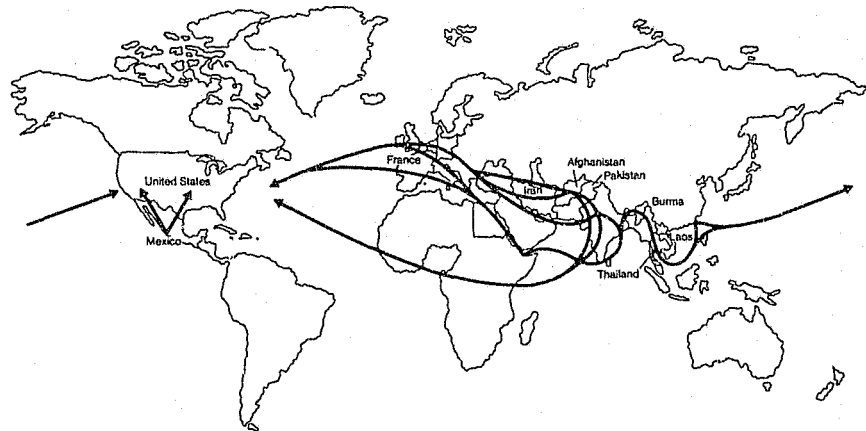 France
Afghanistan
Pakistan
United States
Iran
Burma
Mexico
Laos
Thailand